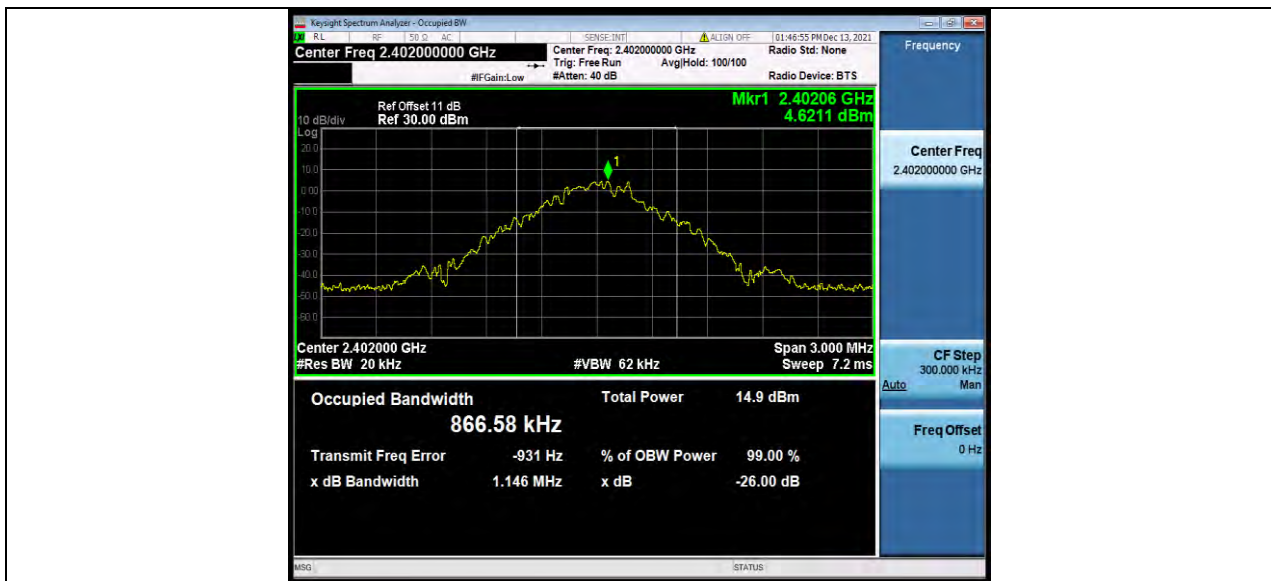 Keysight Spectrum Analyzer - Occupied BW
LXI RL RF 50 Ω AC SENSE:INT ALIGN OFF 01:46:55 PM Dec 13, 2021
Center Freq 2.402000000 GHz
Center Freq: 2.402000000 GHz Radio Std: None
Trig: Free Run Avg|Hold: 100/100
#IFGain:Low #Atten: 40 dB Radio Device: BTS
Frequency
Mkr1 2.40206 GHz
4.6211 dBm
Ref Offset 11 dB
10 dB/div Ref 30.00 dBm
Log
20.0
10.0
0.00
-10.0
-20.0
-30.0
-40.0
-50.0
-60.0
1
Center 2.402000 GHz Span 3.000 MHz
#Res BW 20 kHz #VBW 62 kHz Sweep 7.2 ms
Occupied Bandwidth Total Power 14.9 dBm
866.58 kHz
Transmit Freq Error -931 Hz % of OBW Power 99.00 %
x dB Bandwidth 1.146 MHz x dB -26.00 dB
Center Freq
2.402000000 GHz
CF Step
300.000 kHz
Auto Man
Freq Offset
0 Hz
MSG STATUS